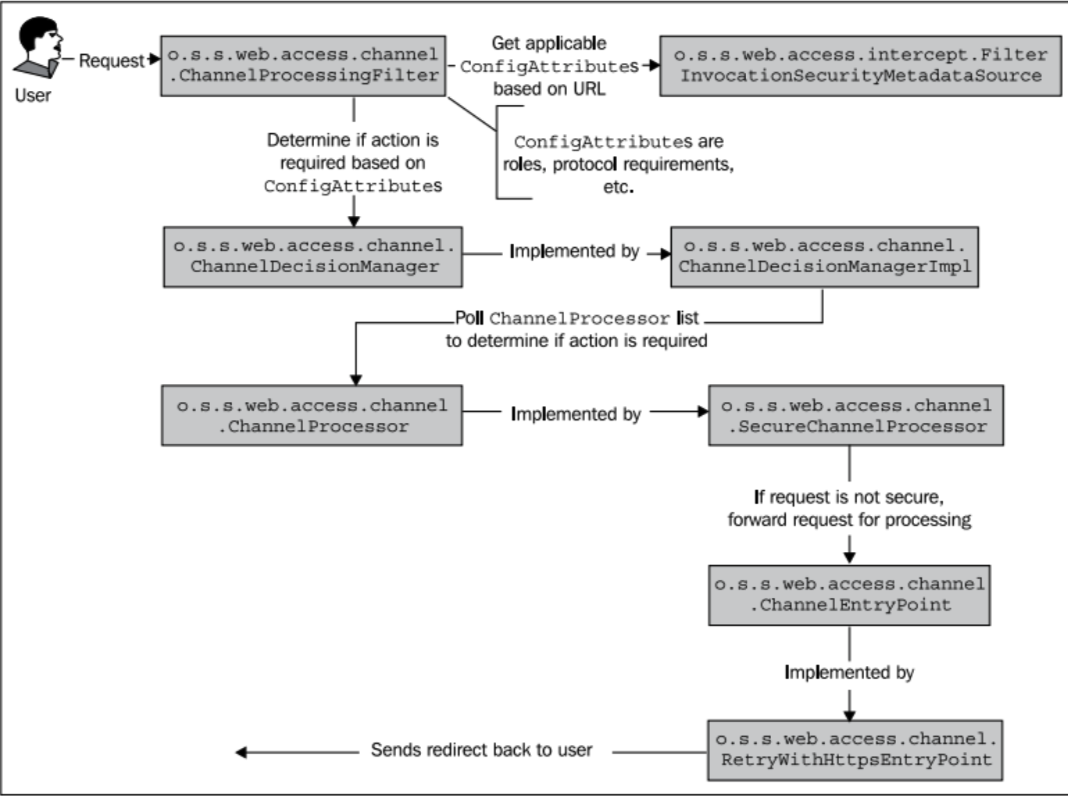 User
Request
o.s.s.web.access.channel
.ChannelProcessingFilter
Get applicable
ConfigAttributes
based on URL
o.s.s.web.access.intercept.Filter
InvocationSecurityMetadataSource
Determine if action is
required based on
ConfigAttributes
ConfigAttributes are
roles, protocol requirements,
etc.
o.s.s.web.access.channel.
ChannelDecisionManager
Implemented by
o.s.s.web.access.channel.
ChannelDecisionManagerImpl
Poll ChannelProcessor list
to determine if action is required
o.s.s.web.access.channel
.ChannelProcessor
Implemented by
o.s.s.web.access.channel
.SecureChannelProcessor
If request is not secure,
forward request for processing
o.s.s.web.access.channel
.ChannelEntryPoint
Implemented by
o.s.s.web.access.channel.
RetryWithHttpsEntryPoint
Sends redirect back to user